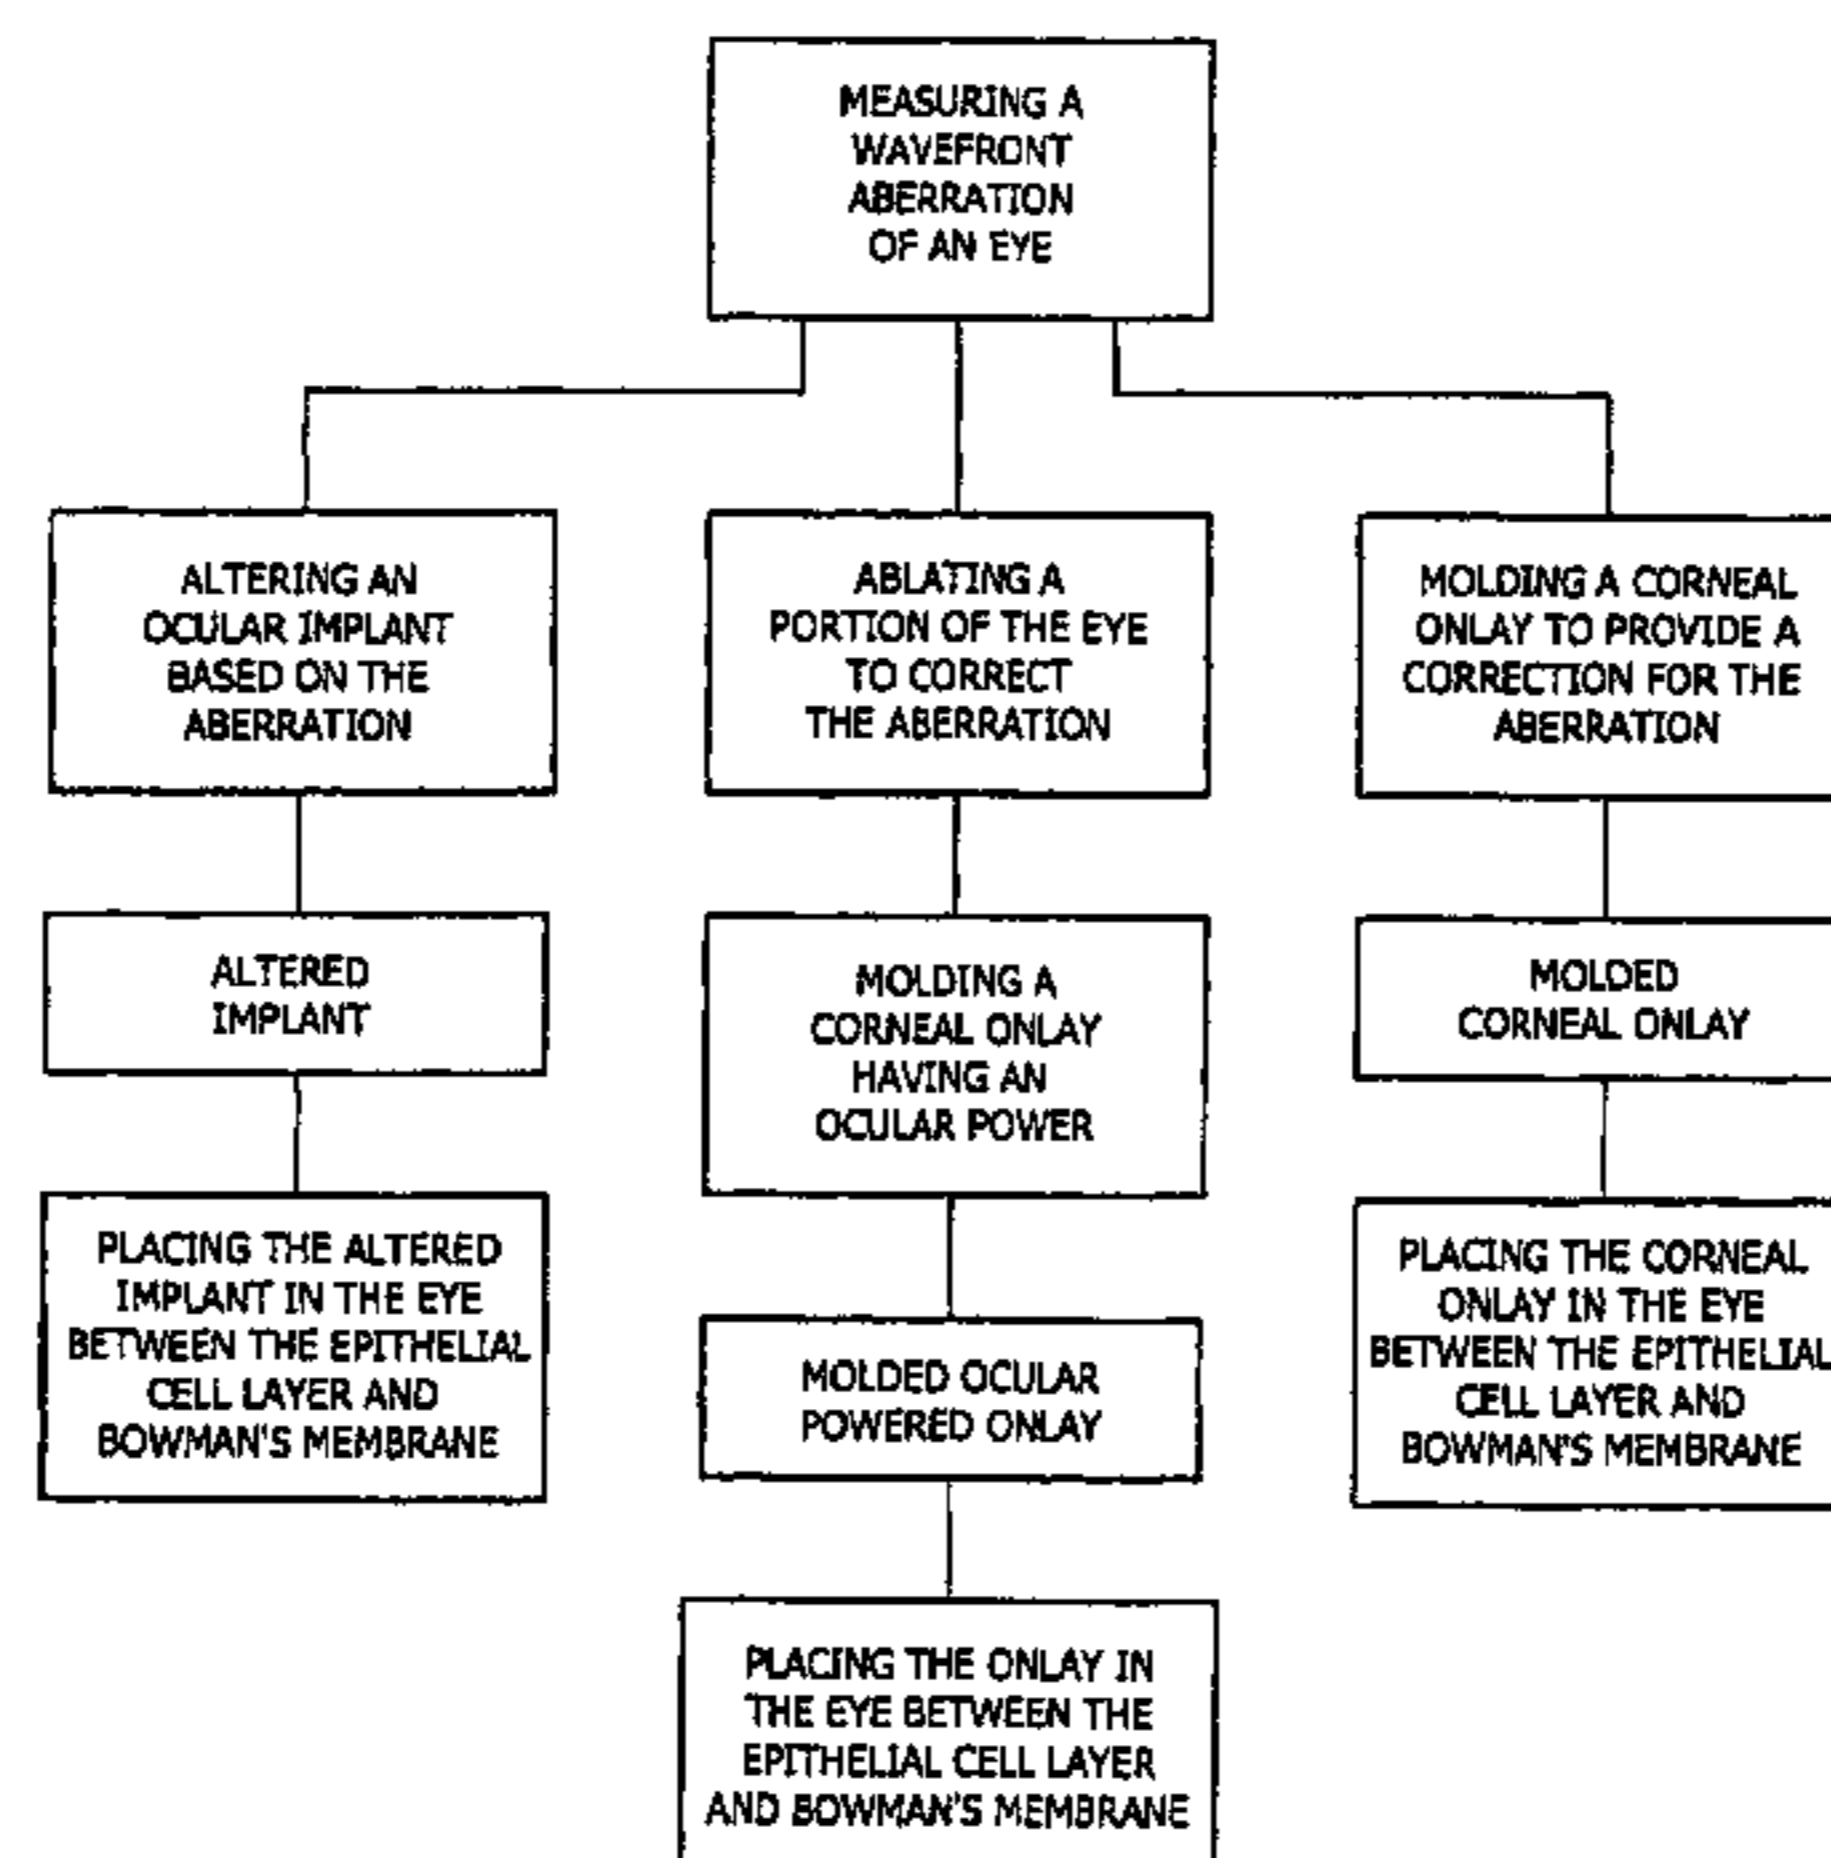 MEASURING A
WAVEFRONT
ABERRATION
OF AN EYE
ALTERING AN
OCULAR IMPLANT
BASED ON THE
ABERRATION
ABLATING A
PORTION OF THE EYE
TO CORRECT
THE ABERRATION
MOLDING A CORNEAL
ONLAY TO PROVIDE A
CORRECTION FOR THE
ABERRATION
ALTERED
IMPLANT
MOLDING A
CORNEAL ONLAY
HAVING AN
OCULAR POWER
MOLDED
CORNEAL ONLAY
PLACING THE ALTERED
IMPLANT IN THE EYE
BETWEEN THE EPITHELIAL
CELL LAYER AND
BOWMAN'S MEMBRANE
MOLDED OCULAR
POWERED ONLAY
PLACING THE CORNEAL
ONLAY IN THE EYE
BETWEEN THE EPITHELIAL
CELL LAYER AND
BOWMAN'S MEMBRANE
PLACING THE ONLAY IN
THE EYE BETWEEN THE
EPITHELIAL CELL LAYER
AND BOWMAN'S MEMBRANE